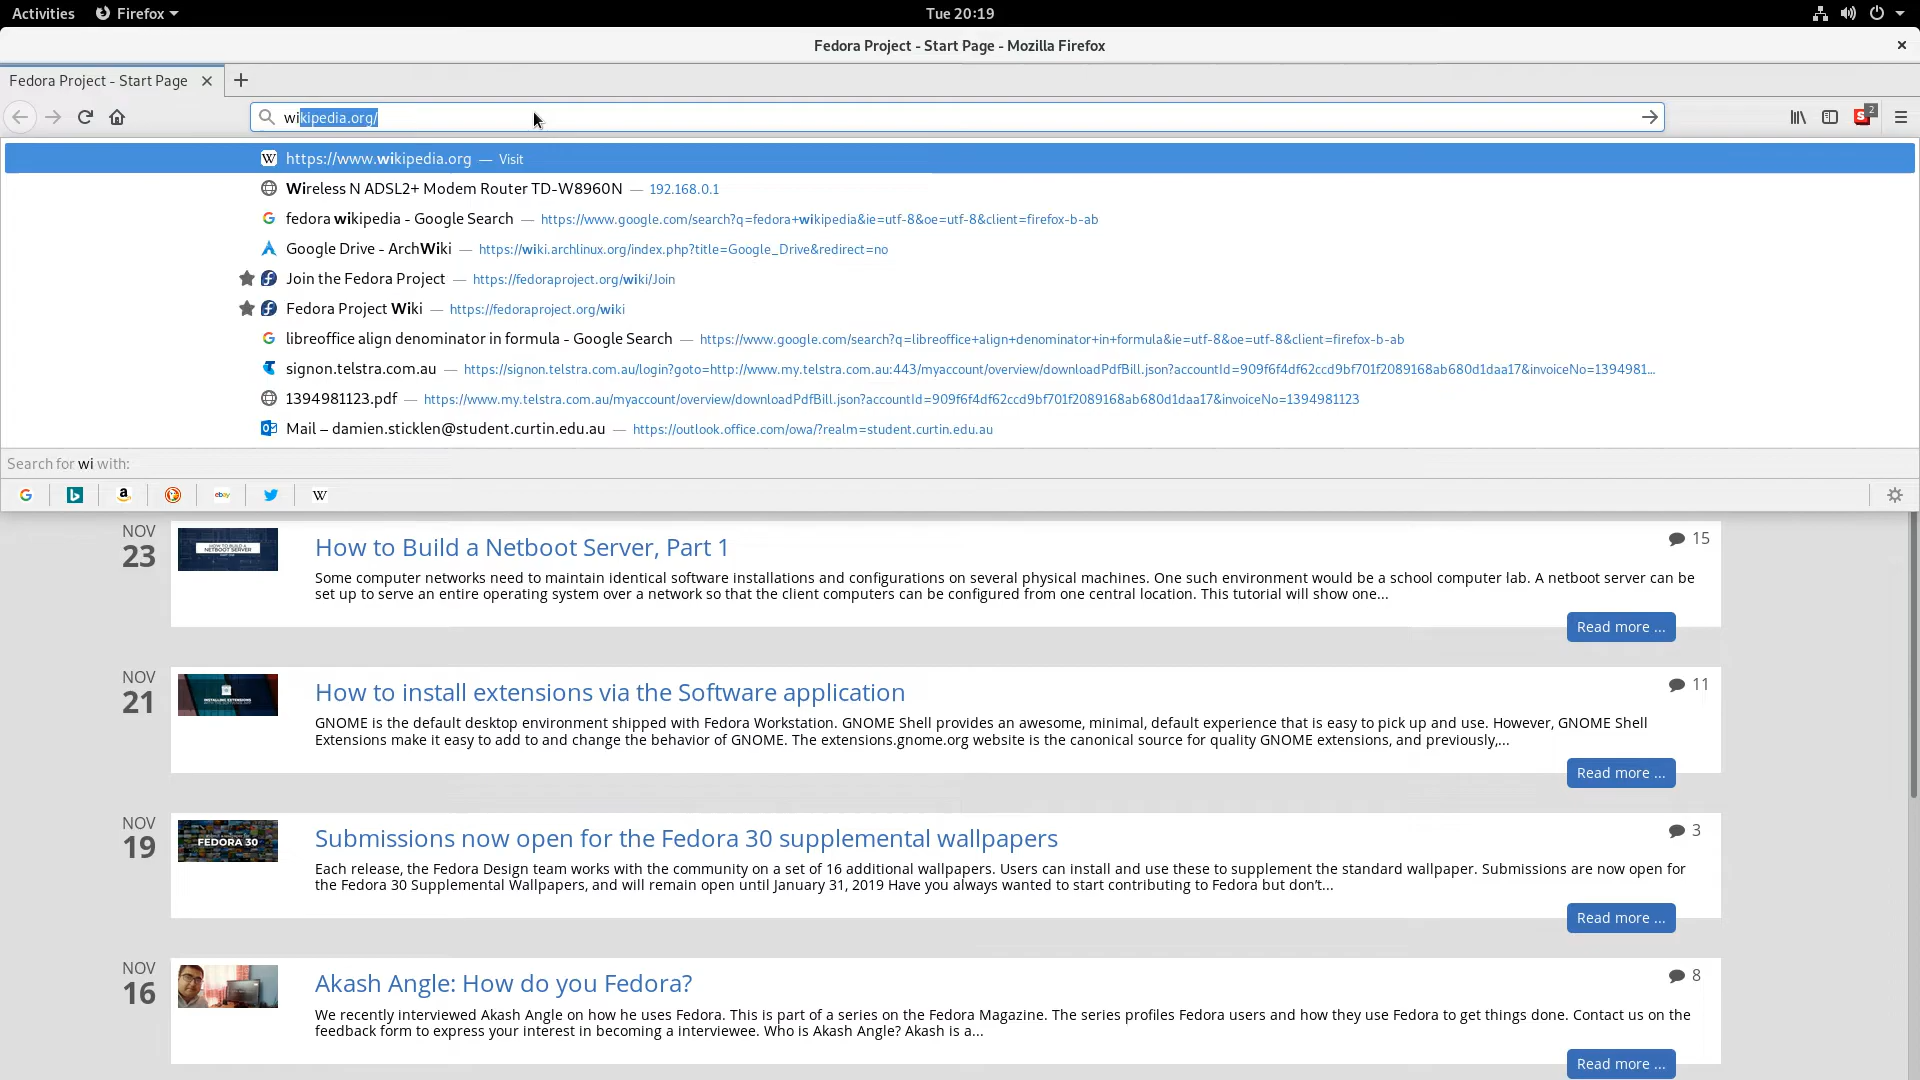 Activities Firefox Tue 20:19
Fedora Project - Start Page - Mozilla Firefox
Fedora Project - Start Page
wikipedia.org/
2
https://www.wikipedia.org — Visit
Wireless N ADSL2+ Modem Router TD-W8960N — 192.168.0.1
fedora wikipedia - Google Search — https://www.google.com/search?q=fedora+wikipedia&ie=utf-8&oe=utf-8&client=firefox-b-ab
Google Drive - ArchWiki — https://wiki.archlinux.org/index.php?title=Google_Drive&redirect=no
Join the Fedora Project — https://fedoraproject.org/wiki/Join
Fedora Project Wiki — https://fedoraproject.org/wiki
libreoffice align denominator in formula - Google Search — https://www.google.com/search?q=libreoffice+align+denominator+in+formula&ie=utf-8&oe=utf-8&client=firefox-b-ab
signon.telstra.com.au — https://signon.telstra.com.au/login?goto=http://www.my.telstra.com.au:443/myaccount/overview/downloadPdfBill.json?accountId=909f6f4df62ccd9bf701f2089168ab680d1daa17&invoiceNo=1394981...
1394981123.pdf — https://www.my.telstra.com.au/myaccount/overview/downloadPdfBill.json?accountId=909f6f4df62ccd9bf701f2089168ab680d1daa17&invoiceNo=1394981123
Mail – damien.sticklen@student.curtin.edu.au — https://outlook.office.com/owa/?realm=student.curtin.edu.au
Search for wi with:
NOV
23
How to Build a Netboot Server, Part 1
15
Some computer networks need to maintain identical software installations and configurations on several physical machines. One such environment would be a school computer lab. A netboot server can be
set up to serve an entire operating system over a network so that the client computers can be configured from one central location. This tutorial will show one...
Read more ...
NOV
21
How to install extensions via the Software application
11
GNOME is the default desktop environment shipped with Fedora Workstation. GNOME Shell provides an awesome, minimal, default experience that is easy to pick up and use. However, GNOME Shell
Extensions make it easy to add to and change the behavior of GNOME. The extensions.gnome.org website is the canonical source for quality GNOME extensions, and previously,...
Read more ...
NOV
19
FEDORA 30
Submissions now open for the Fedora 30 supplemental wallpapers
3
Each release, the Fedora Design team works with the community on a set of 16 additional wallpapers. Users can install and use these to supplement the standard wallpaper. Submissions are now open for
the Fedora 30 Supplemental Wallpapers, and will remain open until January 31, 2019 Have you always wanted to start contributing to Fedora but don't...
Read more ...
NOV
16
Akash Angle: How do you Fedora?
8
We recently interviewed Akash Angle on how he uses Fedora. This is part of a series on the Fedora Magazine. The series profiles Fedora users and how they use Fedora to get things done. Contact us on the
feedback form to express your interest in becoming a interviewee. Who is Akash Angle? Akash is a...
Read more ...